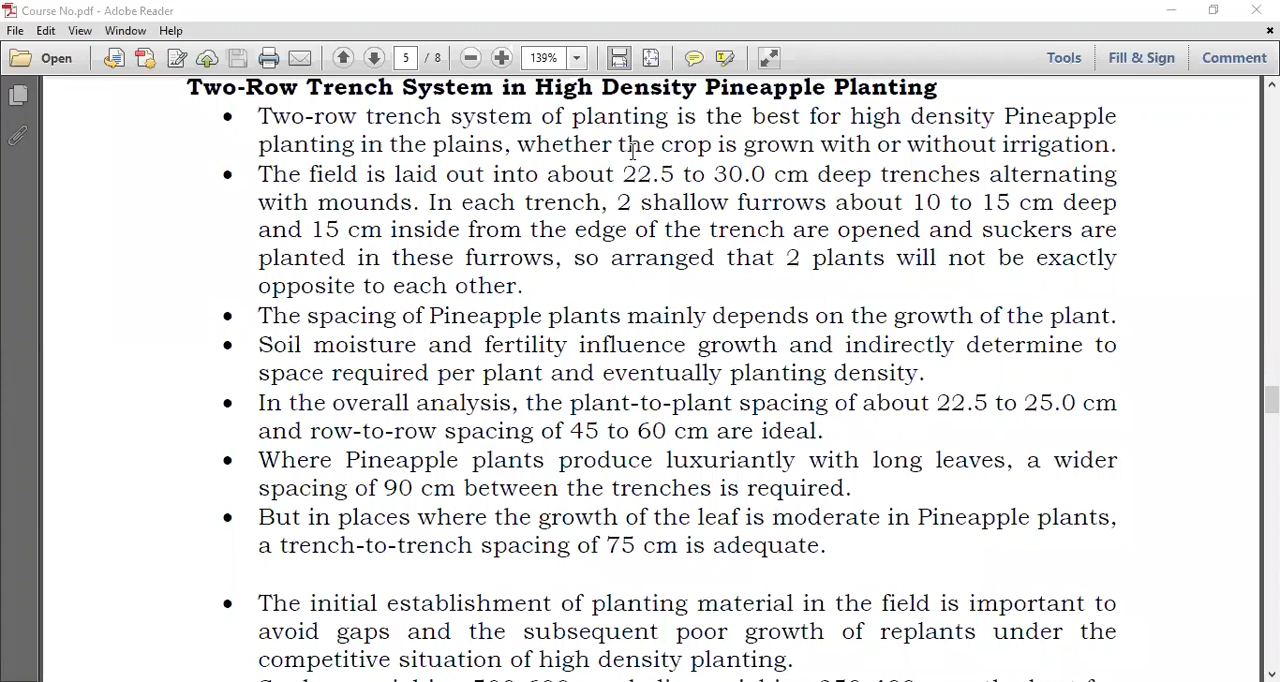 Course No.pdf - Adobe Reader
File Edit View Window Help
Open 5 / 8 139% Tools Fill & Sign Comment
Two-Row Trench System in High Density Pineapple Planting
• Two-row trench system of planting is the best for high density Pineapple
planting in the plains, whether the crop is grown with or without irrigation.
• The field is laid out into about 22.5 to 30.0 cm deep trenches alternating
with mounds. In each trench, 2 shallow furrows about 10 to 15 cm deep
and 15 cm inside from the edge of the trench are opened and suckers are
planted in these furrows, so arranged that 2 plants will not be exactly
opposite to each other.
• The spacing of Pineapple plants mainly depends on the growth of the plant.
• Soil moisture and fertility influence growth and indirectly determine to
space required per plant and eventually planting density.
• In the overall analysis, the plant-to-plant spacing of about 22.5 to 25.0 cm
and row-to-row spacing of 45 to 60 cm are ideal.
• Where Pineapple plants produce luxuriantly with long leaves, a wider
spacing of 90 cm between the trenches is required.
• But in places where the growth of the leaf is moderate in Pineapple plants,
a trench-to-trench spacing of 75 cm is adequate.
• The initial establishment of planting material in the field is important to
avoid gaps and the subsequent poor growth of replants under the
competitive situation of high density planting.